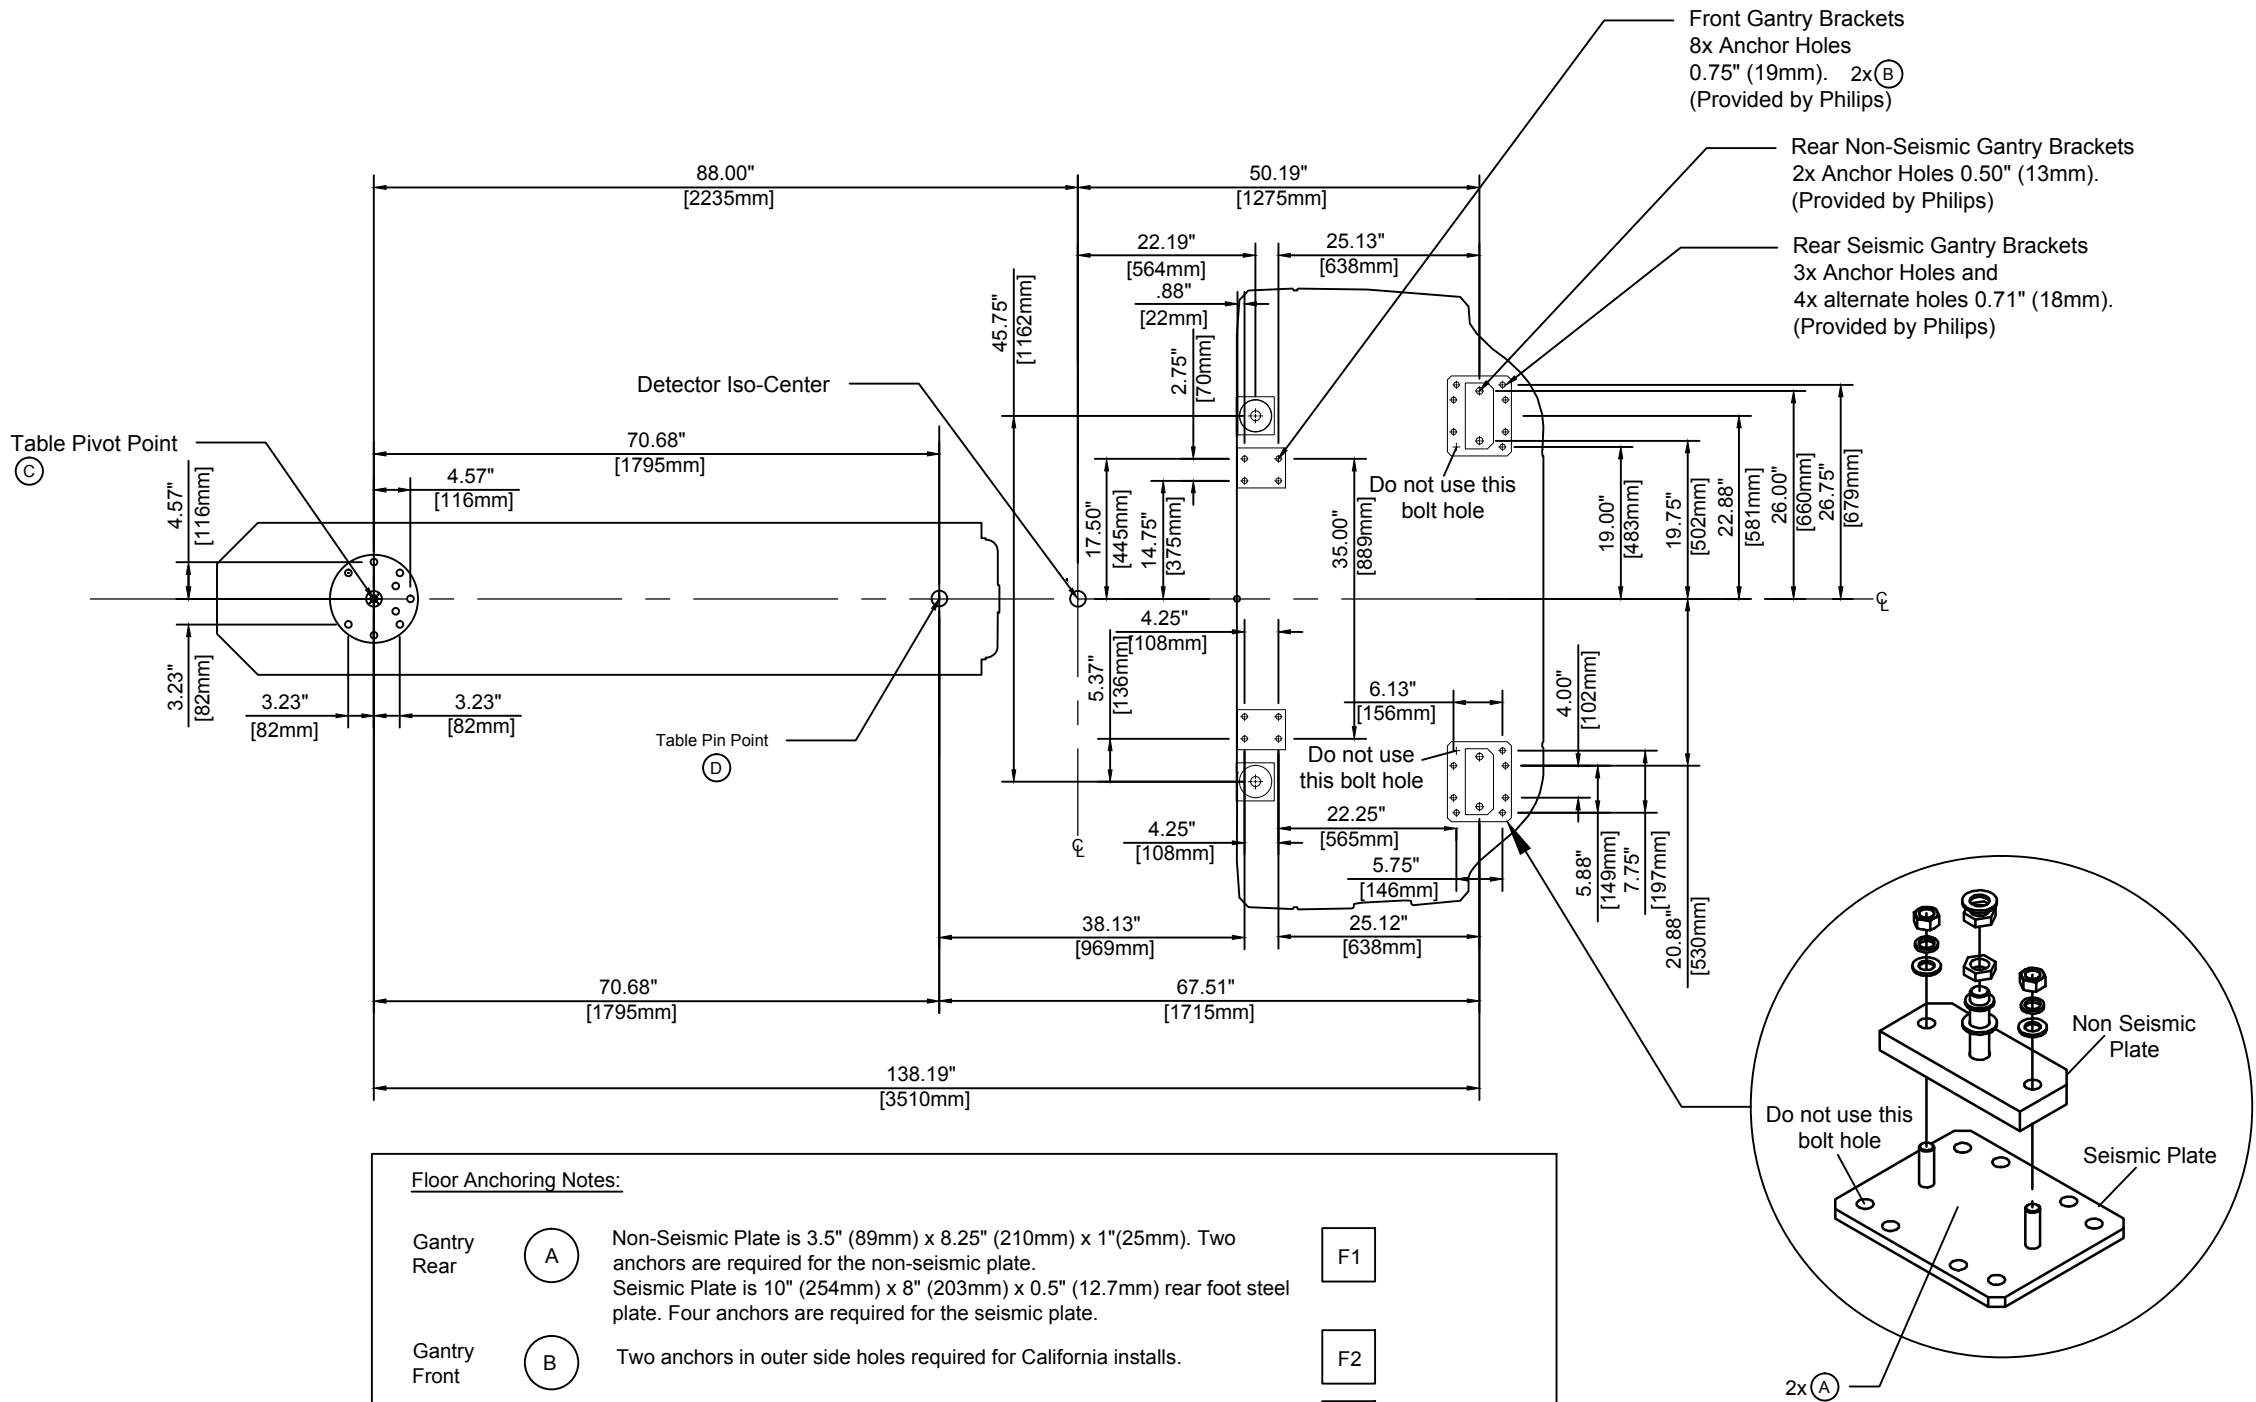 Front Gantry Brackets
8x Anchor Holes
0.75" (19mm). 2x B
(Provided by Philips)
Rear Non-Seismic Gantry Brackets
2x Anchor Holes 0.50" (13mm).
(Provided by Philips)
Rear Seismic Gantry Brackets
3x Anchor Holes and
4x alternate holes 0.71" (18mm).
(Provided by Philips)
88.00"
[2235mm]
50.19"
[1275mm]
22.19"
[564mm]
25.13"
[638mm]
.88"
[22mm]
45.75"
[1162mm]
2.75"
[70mm]
Detector Iso-Center
Table Pivot Point
C
70.68"
[1795mm]
4.57"
[116mm]
4.57"
[116mm]
17.50"
[445mm]
14.75"
[375mm]
35.00"
[889mm]
Do not use this
bolt hole
19.00"
[483mm]
19.75"
[502mm]
22.88"
[581mm]
26.00"
[660mm]
26.75"
[679mm]
CL
3.23"
[82mm]
3.23"
[82mm]
3.23"
[82mm]
Table Pin Point
D
4.25"
[108mm]
5.37"
[136mm]
6.13"
[156mm]
4.00"
[102mm]
Do not use
this bolt hole
CL
4.25"
[108mm]
22.25"
[565mm]
5.75"
[146mm]
5.88"
[149mm]
7.75"
[197mm]
20.88"
[530mm]
38.13"
[969mm]
25.12"
[638mm]
70.68"
[1795mm]
67.51"
[1715mm]
138.19"
[3510mm]
Non Seismic
Plate
Do not use this
bolt hole
Seismic Plate
2x A
Floor Anchoring Notes:
Gantry
Rear
A
Non-Seismic Plate is 3.5" (89mm) x 8.25" (210mm) x 1"(25mm). Two
anchors are required for the non-seismic plate.
Seismic Plate is 10" (254mm) x 8" (203mm) x 0.5" (12.7mm) rear foot steel
plate. Four anchors are required for the seismic plate.
F1
Gantry
Front
B
Two anchors in outer side holes required for California installs.
F2